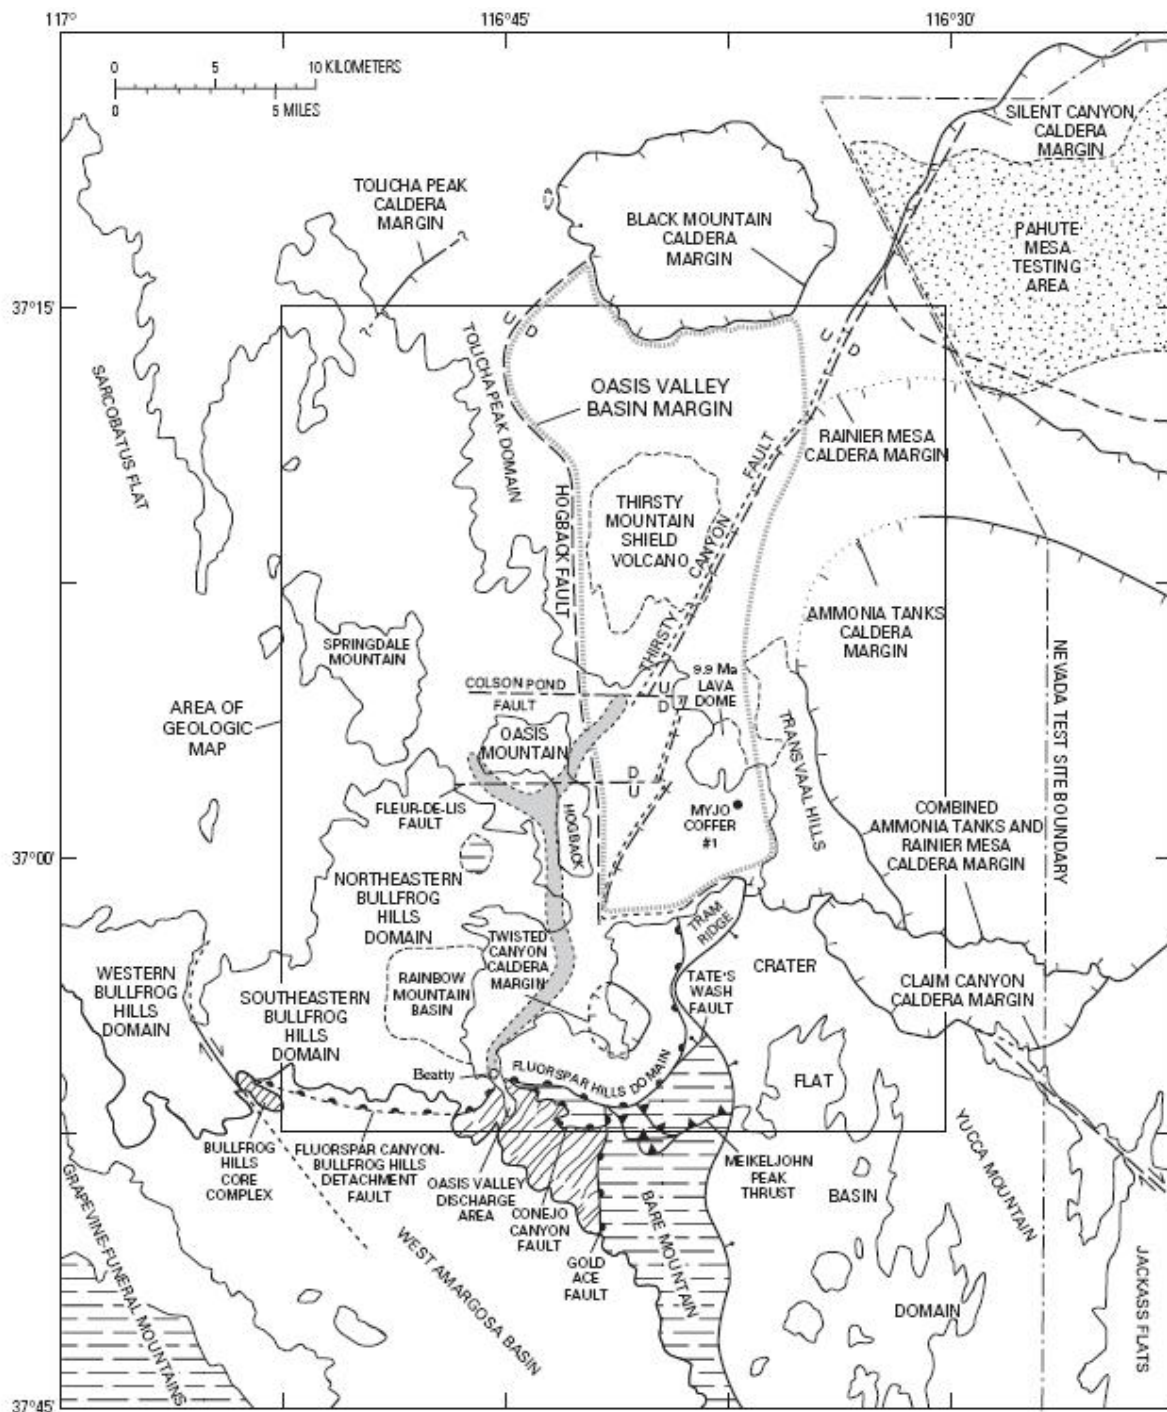 117°
116°45'
116°30'
0 5 10 KILOMETERS
0 5 MILES
SILENT CANYON
CALDERA
MARGIN
TOLICHA PEAK
CALDERA
MARGIN
BLACK MOUNTAIN
CALDERA
MARGIN
PAHUTE
MESA
TESTING
AREA
37°15'
?
?
U
D
U
D
SARCOBATUS FLAT
TOLICHA PEAK DOMAIN
OASIS VALLEY
BASIN MARGIN
RAINIER MESA
CALDERA MARGIN
HOGBACK FAULT
THIRSTY
MOUNTAIN
SHIELD
VOLCANO
THIRSTY CANYON FAULT
AMMONIA TANKS
CALDERA
MARGIN
SPRINGDALE
MOUNTAIN
COLSON POND
FAULT
U
D
?
9.9 Ma
LAVA
DOME
AREA OF
GEOLOGIC
MAP
OASIS
MOUNTAIN
TRANSVAAL HILLS
NEVADA TEST SITE BOUNDARY
FLEUR-DE-LIS
FAULT
D
U
HOGBACK
MYJO
COFFER
#1
COMBINED
AMMONIA TANKS AND
RAINIER MESA
CALDERA MARGIN
37°00'
NORTHEASTERN
BULLFROG
HILLS
DOMAIN
TWISTED
CANYON
CALDERA
MARGIN
TRAM
RIDGE
WESTERN
BULLFROG
HILLS
DOMAIN
SOUTHEASTERN
BULLFROG
HILLS
DOMAIN
RAINBOW
MOUNTAIN
BASIN
TATE'S
WASH
FAULT
CRATER
CLAIM CANYON
CALDERA MARGIN
Beatty
FLUORSPAR HILLS DOMAIN
FLAT
BULLFROG
HILLS
CORE
COMPLEX
FLUORSPAR CANYON-
BULLFROG HILLS
DETACHMENT
FAULT
OASIS VALLEY
DISCHARGE
AREA
CONEJO
CANYON
FAULT
GOLD
ACE
FAULT
MEIKELJOHN
PEAK
THRUST
BASIN
YUCCA MOUNTAIN
GRAPEVINE-FUNERAL MOUNTAINS
WEST AMARGOSA BASIN
BARE MOUNTAIN
DOMAIN
JACKASS FLATS
37°45'